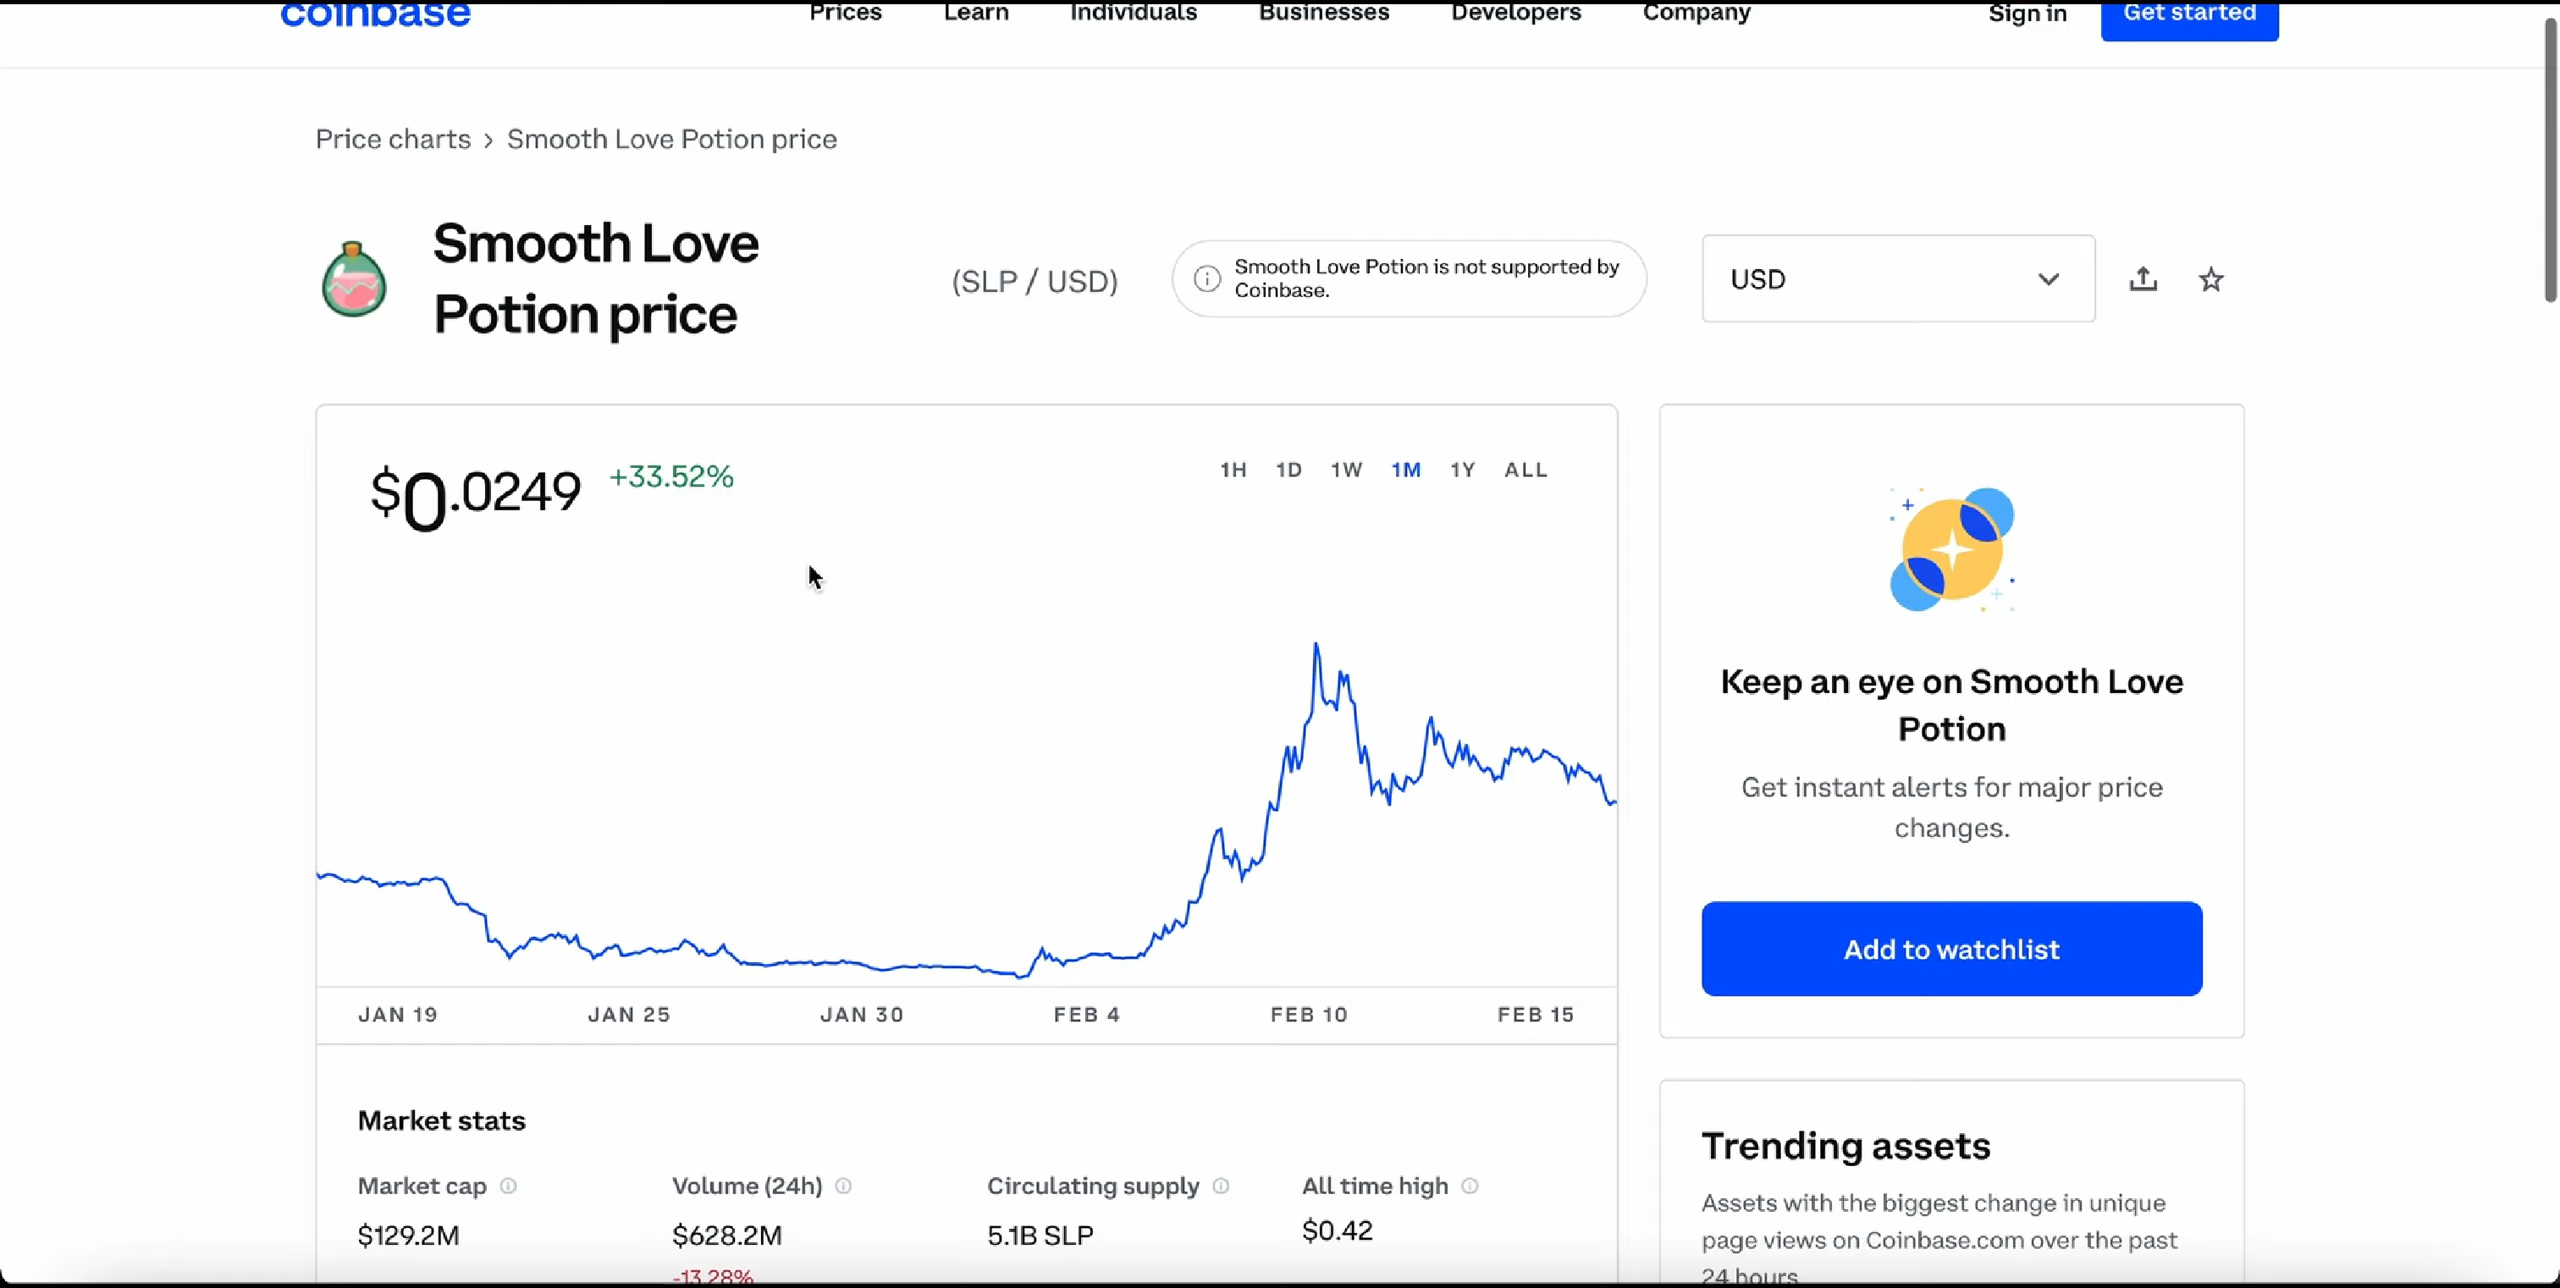 coinbase
Prices Learn Individuals Businesses Developers Company Sign in Get started
Price charts > Smooth Love Potion price
Smooth Love
Potion price
(SLP / USD)
Smooth Love Potion is not supported by
Coinbase.
USD
$0.0249 +33.52%
1H 1D 1W 1M 1Y ALL
JAN 19 JAN 25 JAN 30 FEB 4 FEB 10 FEB 15
Market stats
Market cap Volume (24h) Circulating supply All time high
$129.2M $628.2M 5.1B SLP $0.42
-13.28%
Keep an eye on Smooth Love
Potion
Get instant alerts for major price
changes.
Add to watchlist
Trending assets
Assets with the biggest change in unique
page views on Coinbase.com over the past
24 hours